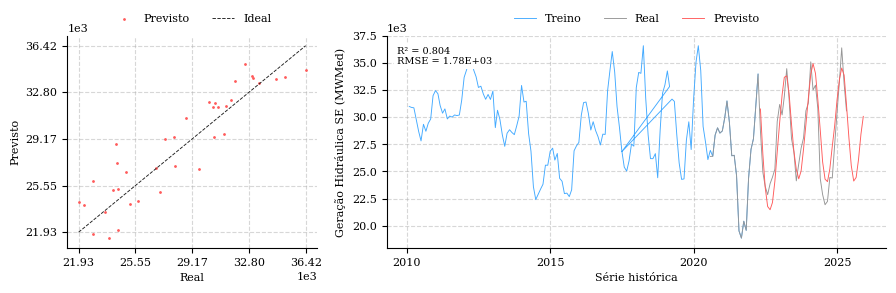 Previsto
Ideal
1e3
36.42
32.80
29.17
25.55
21.93
Previsto
21.93
25.55
29.17
32.80
36.42
1e3
Real
Treino
Real
Previsto
1e3
R² = 0.804
RMSE = 1.78E+03
37.5
35.0
32.5
30.0
27.5
25.0
22.5
20.0
Geração Hidráulica SE (MWMed)
2010
2015
2020
2025
Série histórica